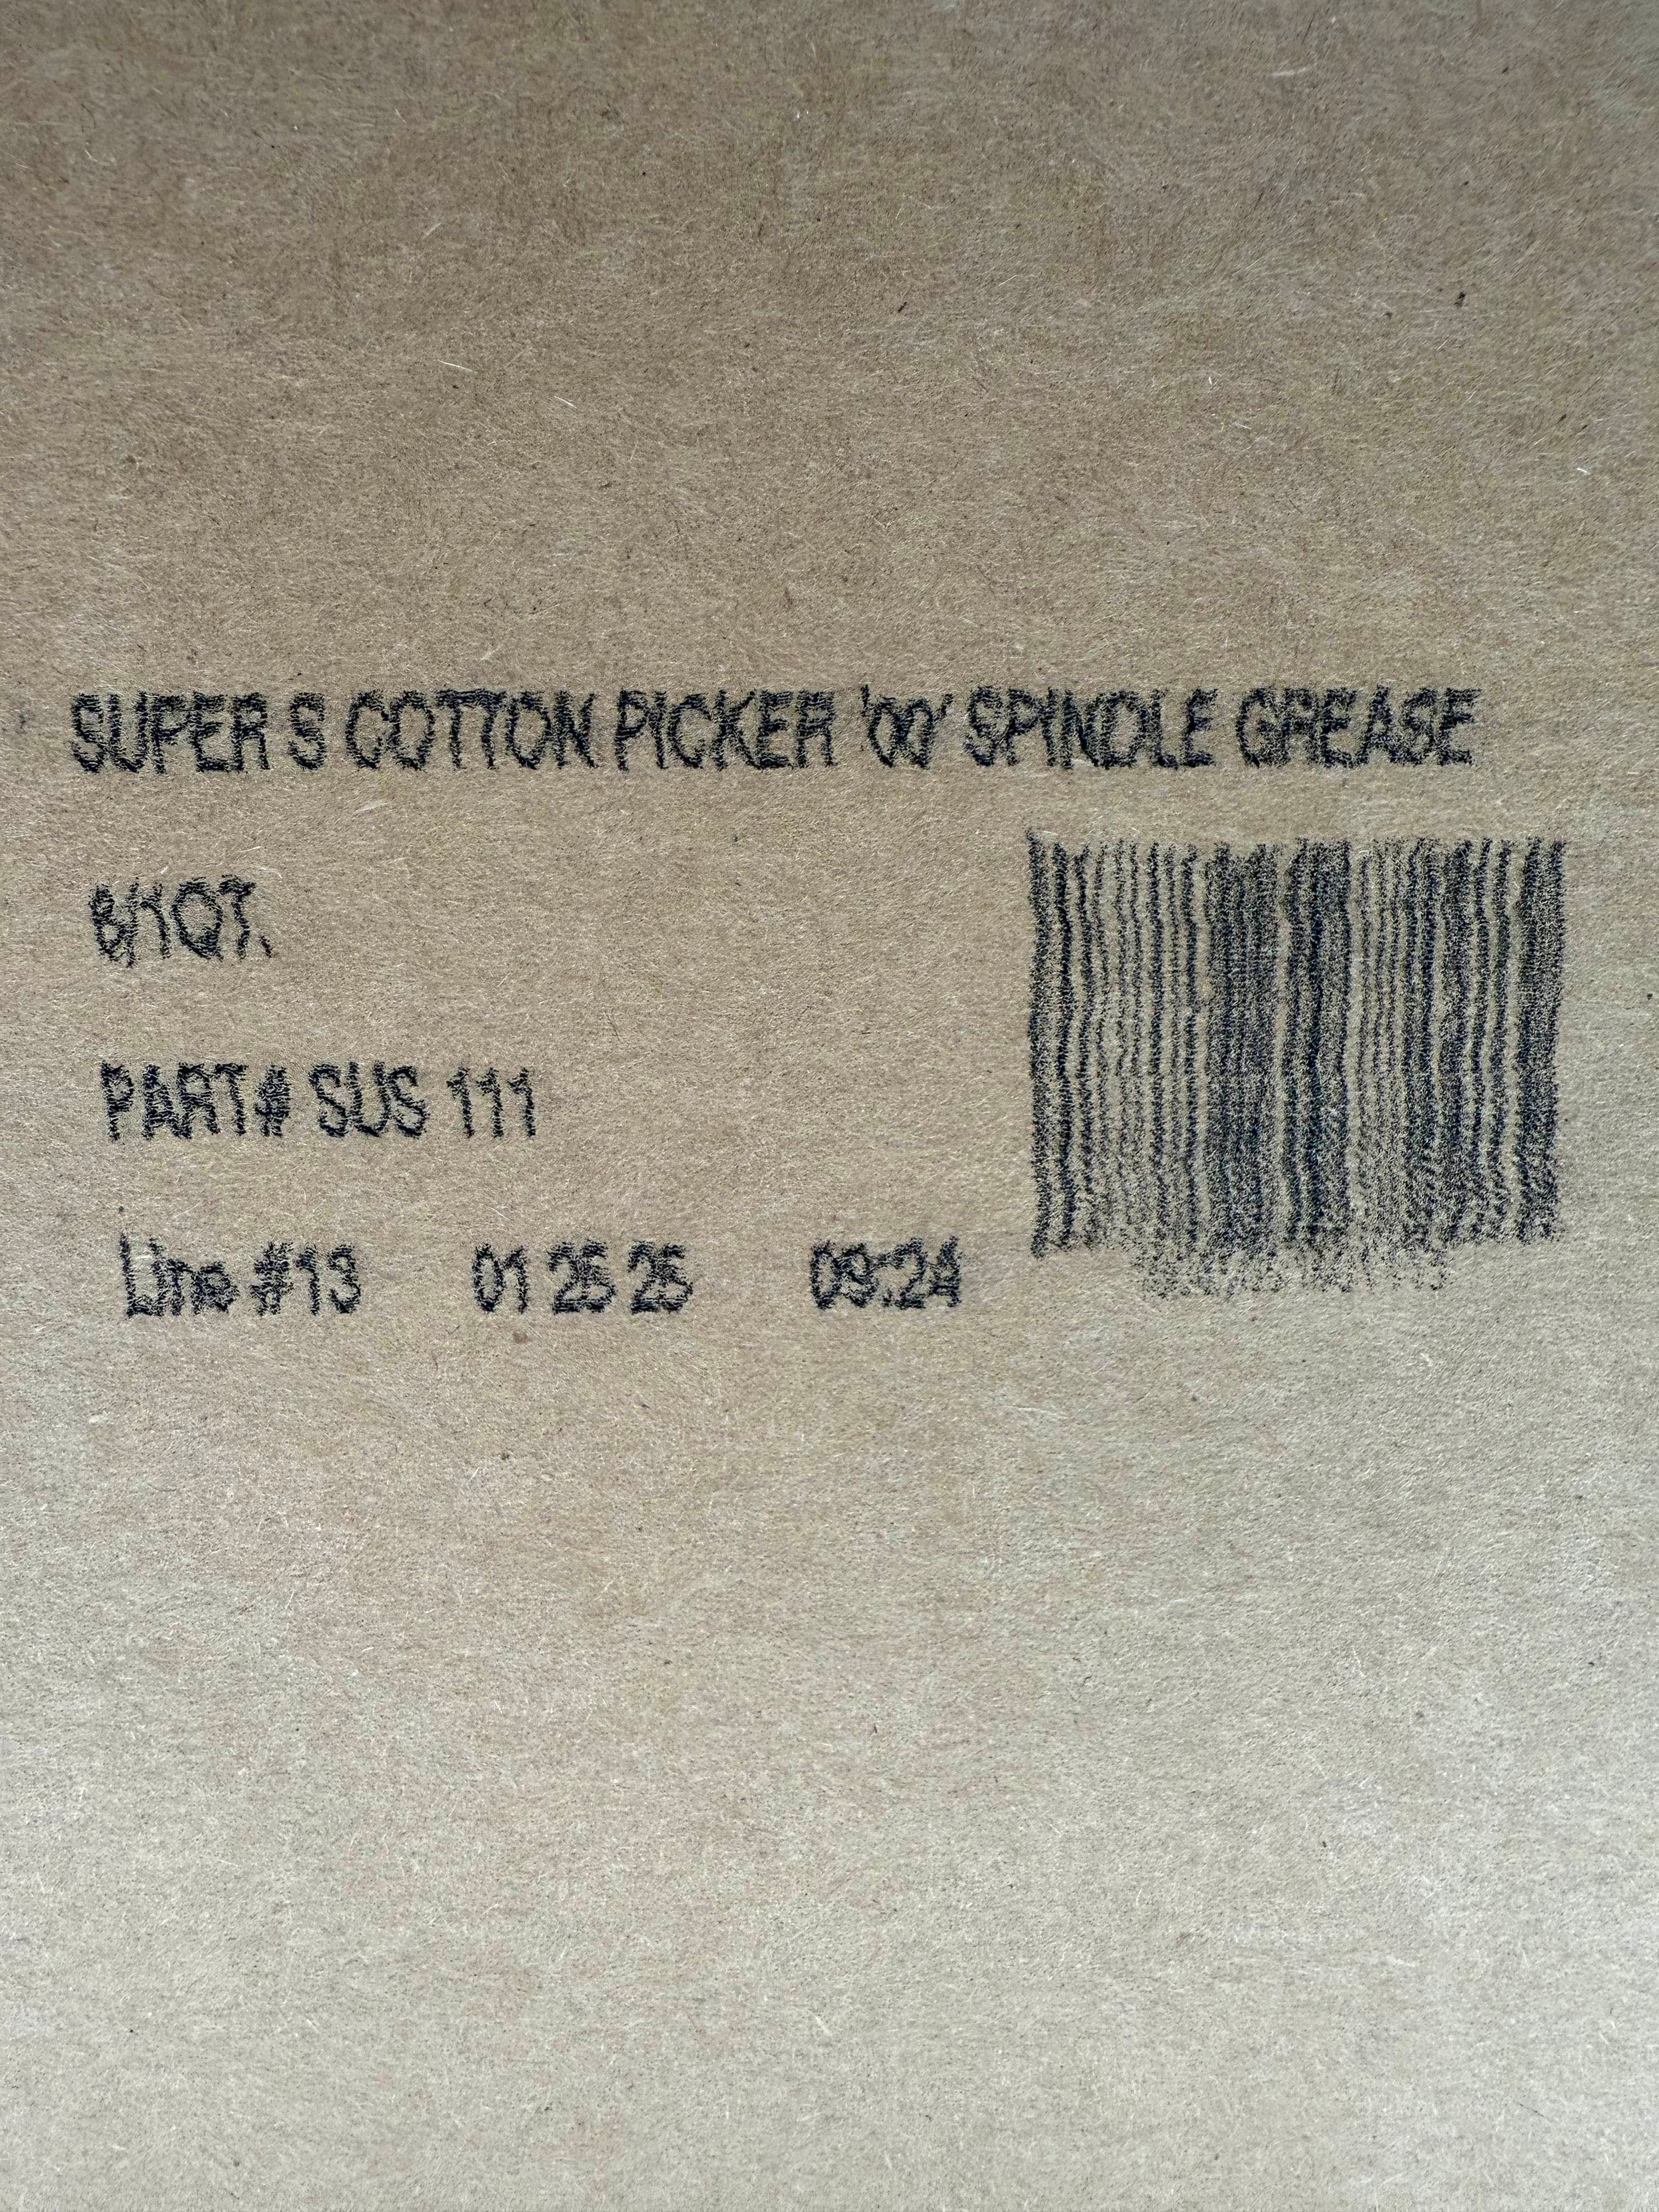 SUPER S COTTON PICKER '00' SPINDLE GREASE
6/1QT.
PART# SUS 111
Line #13 01 25 25 09:24